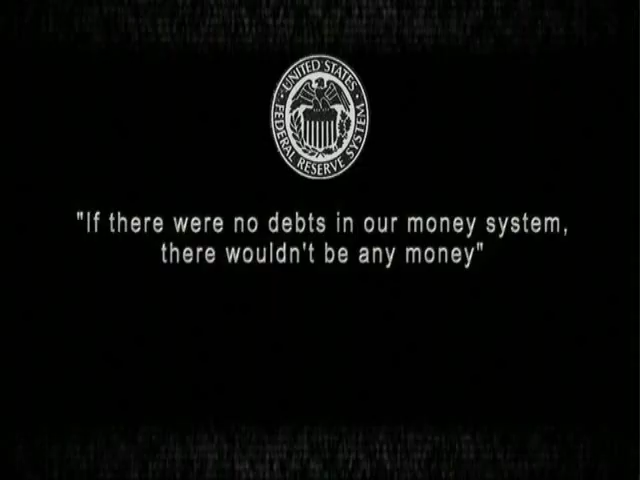 UNITED STATES
FEDERAL RESERVE SYSTEM
"If there were no debts in our money system,
there wouldn't be any money"